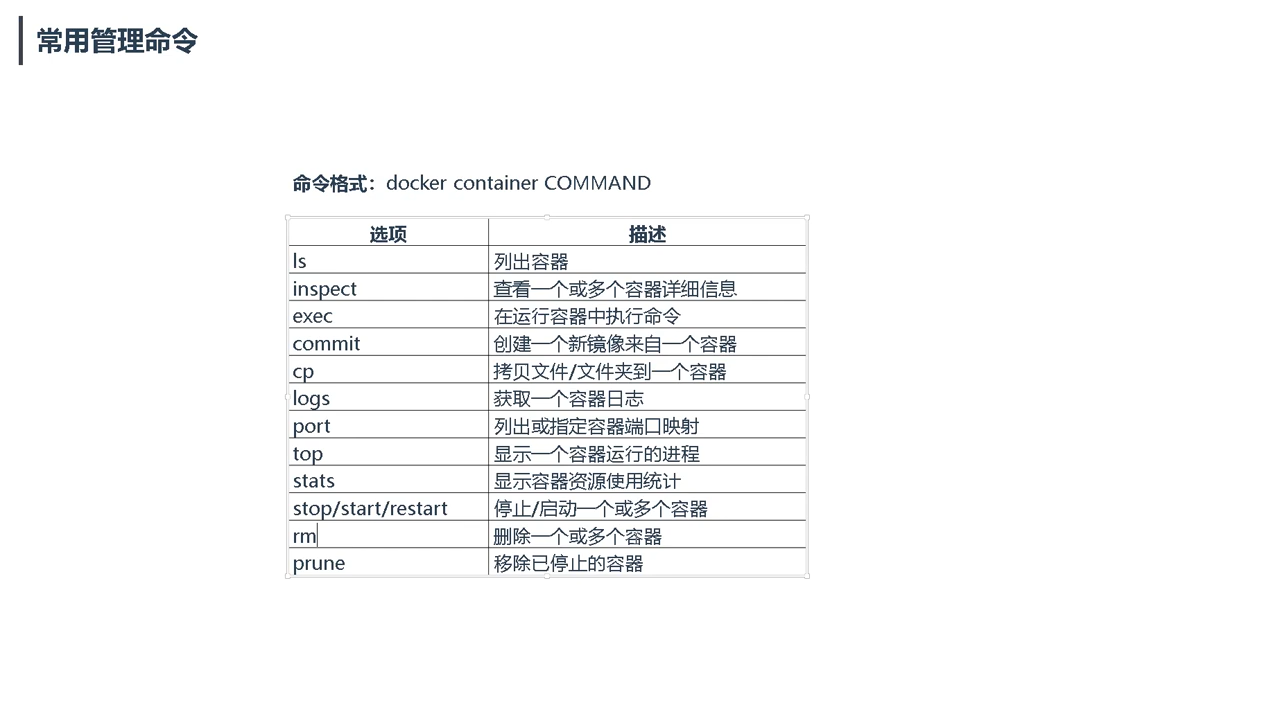 常用管理命令
命令格式：docker container COMMAND
选项 描述
ls 列出容器
inspect 查看一个或多个容器详细信息
exec 在运行容器中执行命令
commit 创建一个新镜像来自一个容器
cp 拷贝文件/文件夹到一个容器
logs 获取一个容器日志
port 列出或指定容器端口映射
top 显示一个容器运行的进程
stats 显示容器资源使用统计
stop/start/restart 停止/启动一个或多个容器
rm 删除一个或多个容器
prune 移除已停止的容器